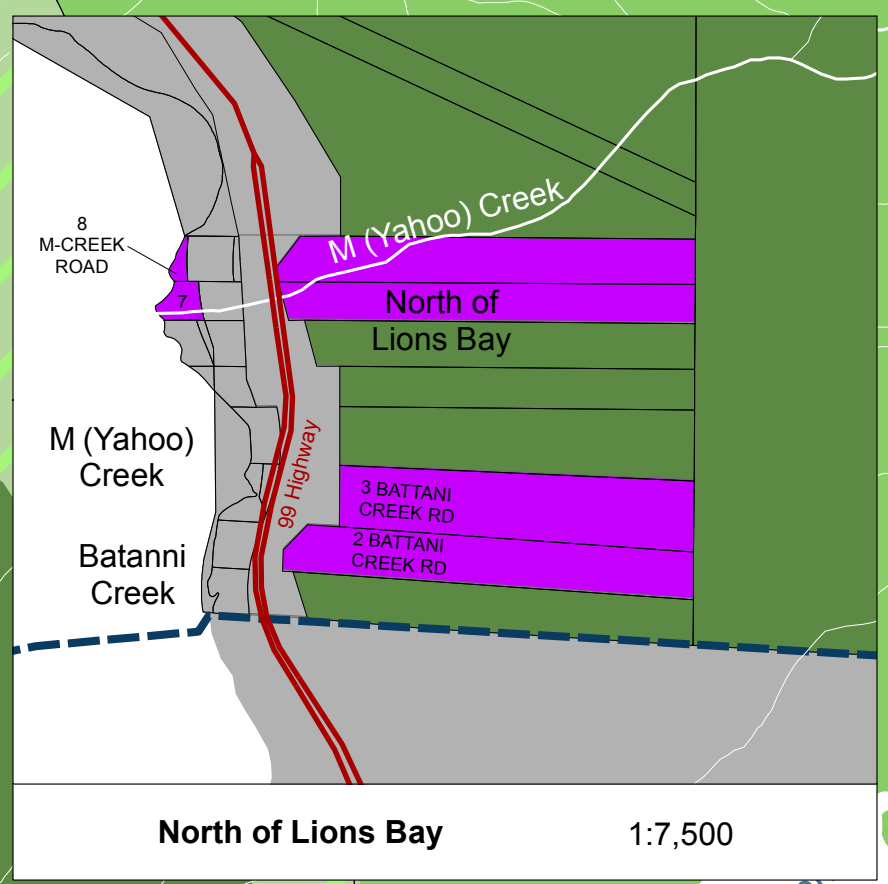 M (Yahoo) Creek
8
M-CREEK
ROAD
7
North of
Lions Bay
M (Yahoo)
Creek
99 Highway
3 BATTANI
CREEK RD
2 BATTANI
CREEK RD
Batanni
Creek
North of Lions Bay
1:7,500